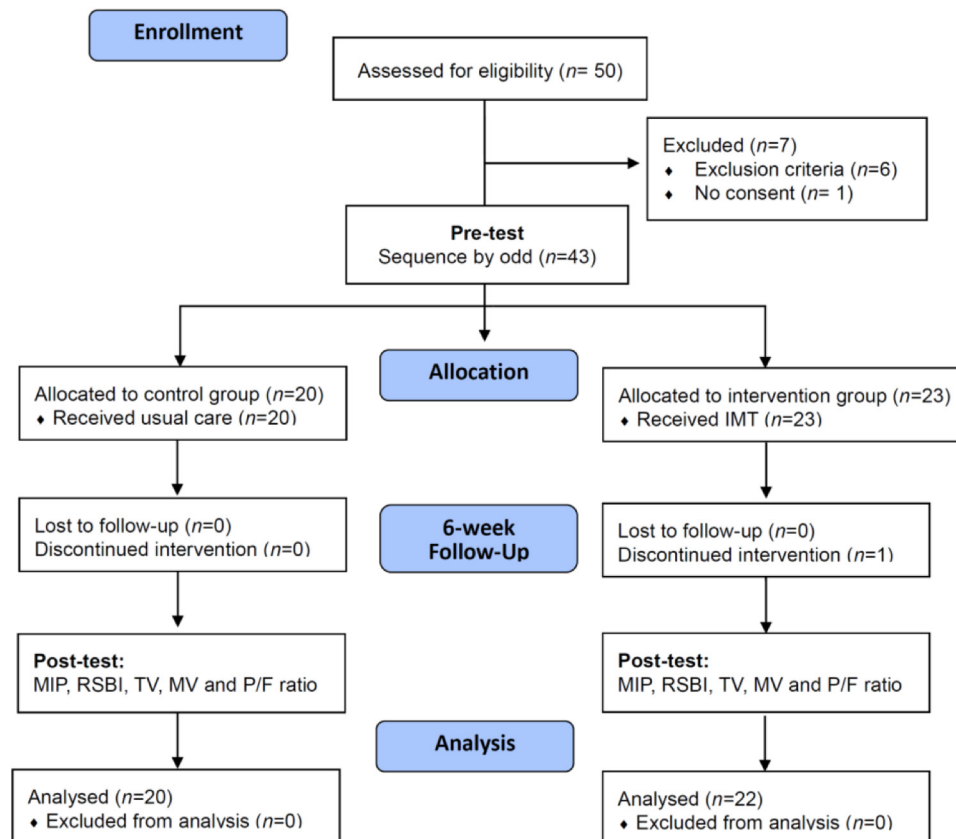 Enrollment
Assessed for eligibility (n= 50)
Excluded (n=7)
♦ Exclusion criteria (n=6)
♦ No consent (n= 1)
Pre-test
Sequence by odd (n=43)
Allocation
Allocated to control group (n=20)
♦ Received usual care (n=20)
Allocated to intervention group (n=23)
♦ Received IMT (n=23)
6-week
Follow-Up
Lost to follow-up (n=0)
Discontinued intervention (n=0)
Lost to follow-up (n=0)
Discontinued intervention (n=1)
Post-test:
MIP, RSBI, TV, MV and P/F ratio
Post-test:
MIP, RSBI, TV, MV and P/F ratio
Analysis
Analysed (n=20)
♦ Excluded from analysis (n=0)
Analysed (n=22)
♦ Excluded from analysis (n=0)